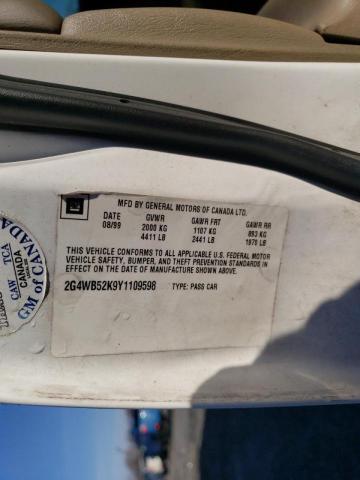 MFD BY GENERAL MOTORS OF CANADA LTD.
DATE GVWR GAWR FRT GAWR RR
08/99 2000 KG 1107 KG 893 KG
4411 LB 2441 LB 1970 LB
THIS VEHICLE CONFORMS TO ALL APPLICABLE U.S. FEDERAL MOTOR
VEHICLE SAFETY, BUMPER, AND THEFT PREVENTION STANDARDS IN
EFFECT ON THE DATE OF MANUFACTURE SHOWN ABOVE.
2G4WB52K9Y1109598 TYPE: PASS CAR
CAW TCA
CANADA
GM of CANADA